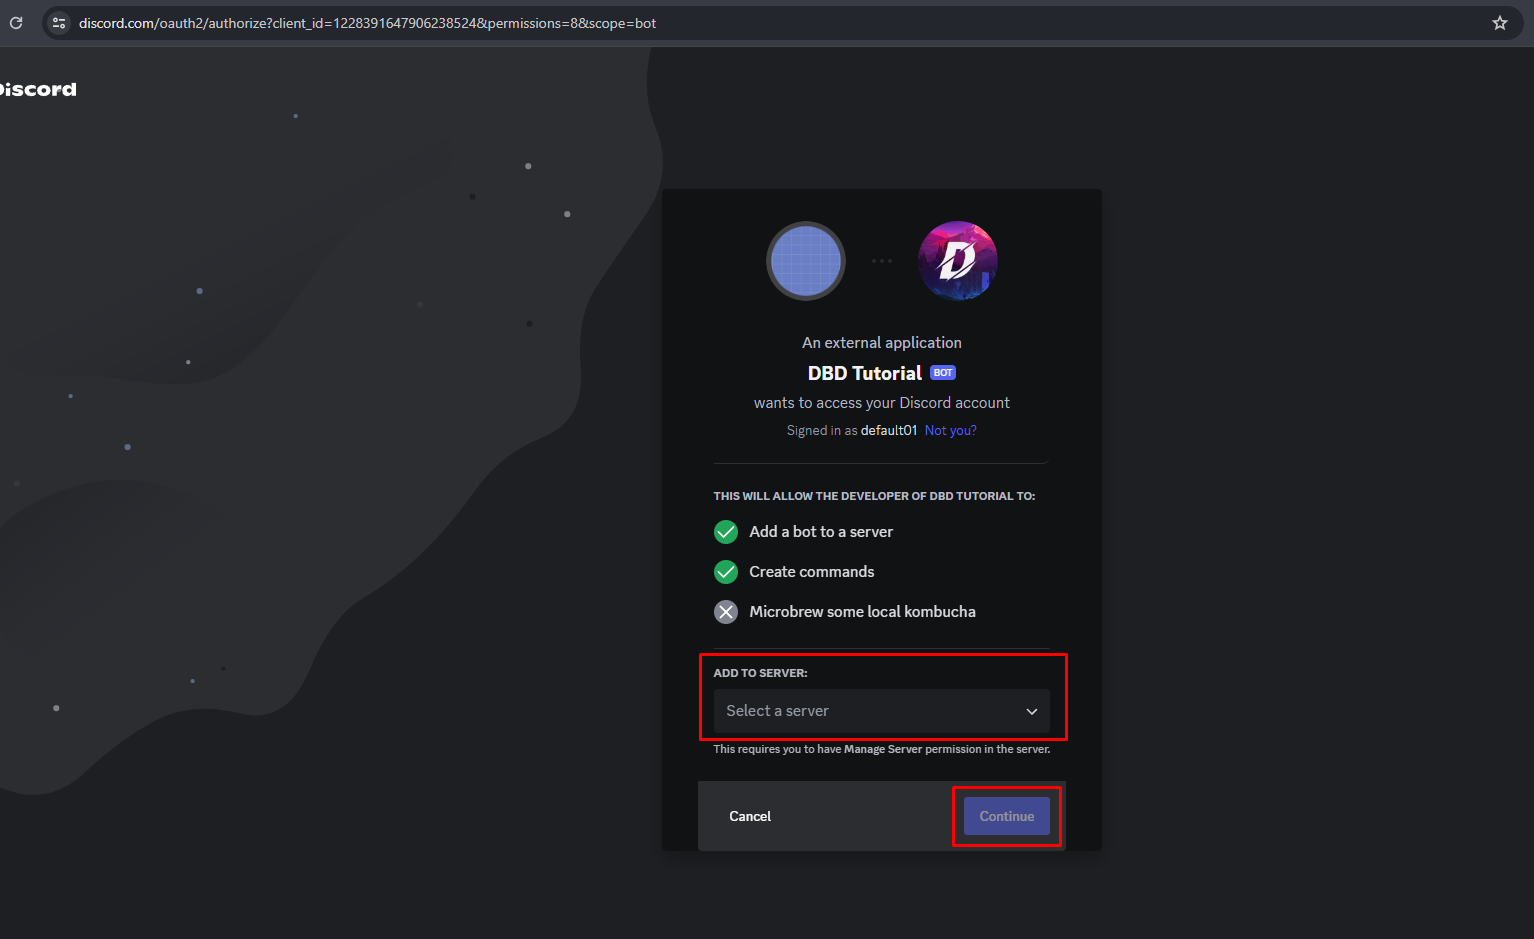 discord.com/oauth2/authorize?client_id=1228391647906238524&permissions=8&scope=bot
Discord
D
An external application
DBD Tutorial BOT
wants to access your Discord account
Signed in as default01 Not you?
THIS WILL ALLOW THE DEVELOPER OF DBD TUTORIAL TO:
Add a bot to a server
Create commands
Microbrew some local kombucha
ADD TO SERVER:
Select a server
This requires you to have Manage Server permission in the server.
Cancel Continue